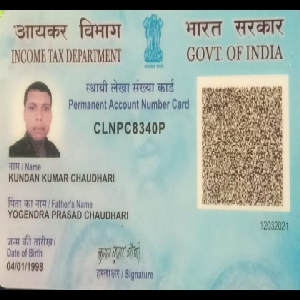 आयकर विभाग
INCOME TAX DEPARTMENT
भारत सरकार
GOVT. OF INDIA
स्थायी लेखा संख्या कार्ड
Permanent Account Number Card
CLNPC8340P
नाम / Name
KUNDAN KUMAR CHAUDHARI
पिता का नाम / Father's Name
YOGENDRA PRASAD CHAUDHARI
12032021
जन्म की तारीख /
Date of Birth
04/01/1998
हस्ताक्षर / Signature